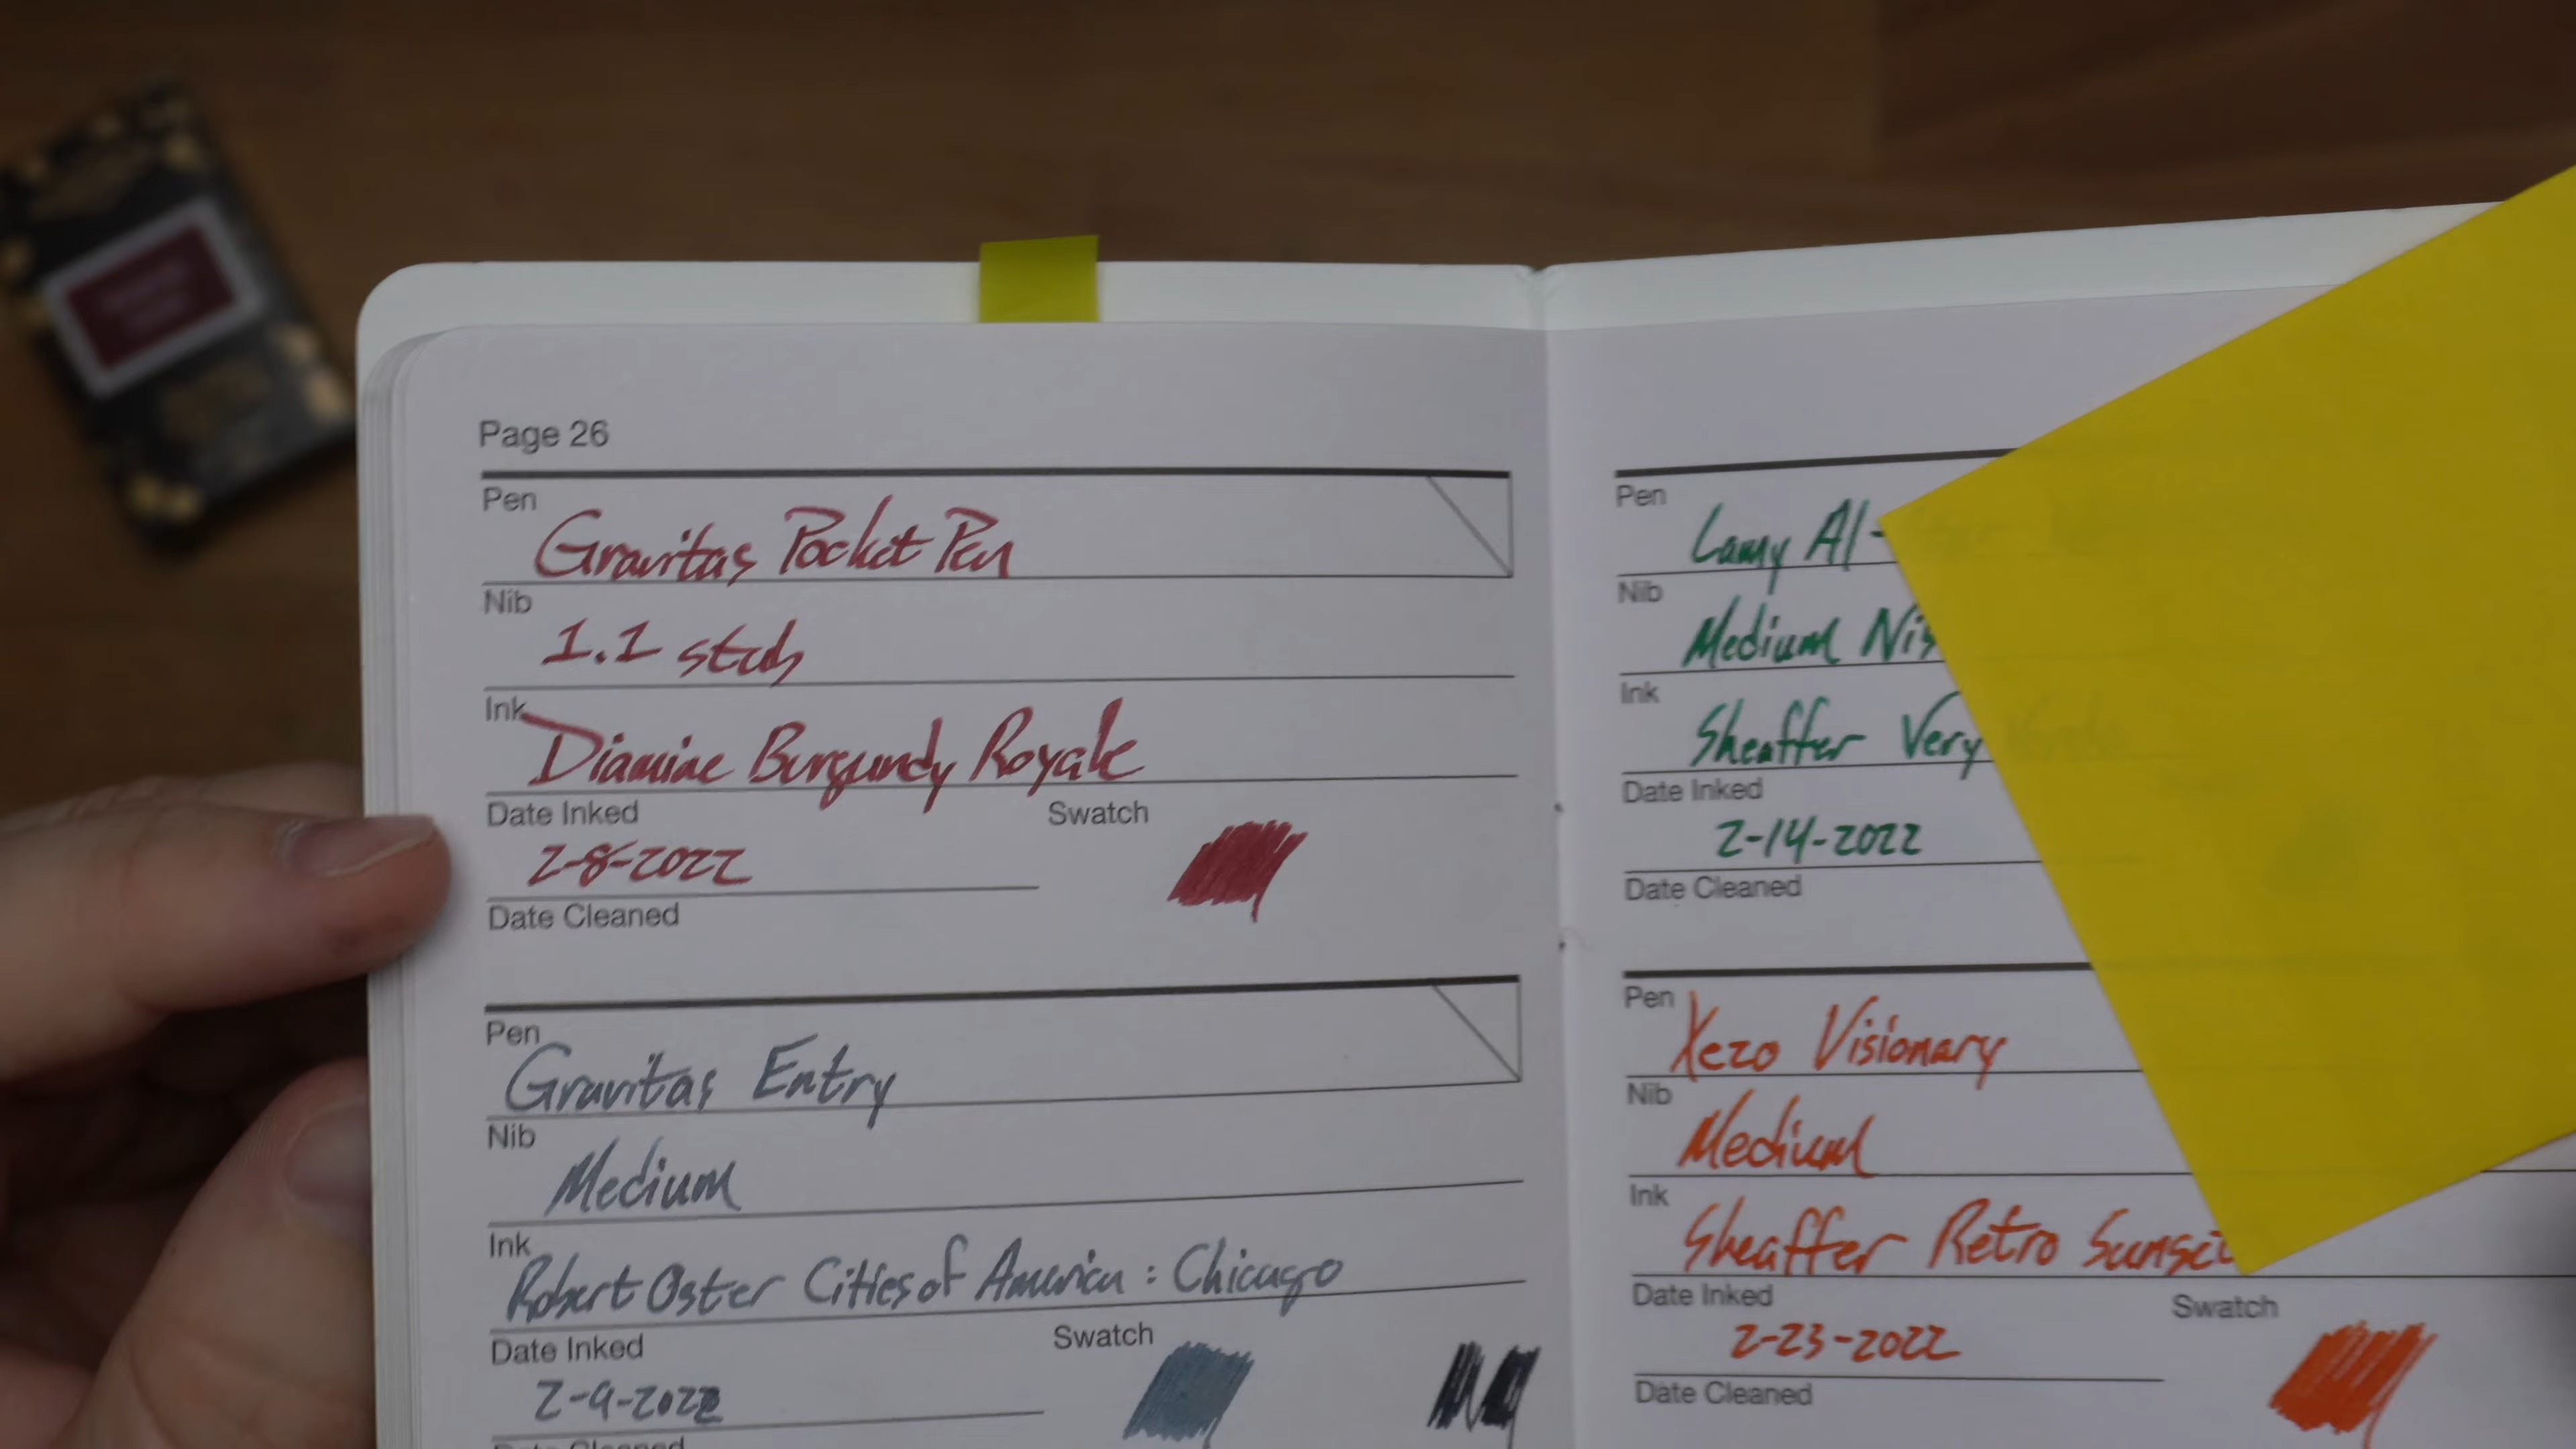 Page 26
Pen
Gravitas Pocket Pen
Nib
1.1 stub
Ink
Diamine Burgundy Royale
Date Inked
2-8-2022
Swatch
Date Cleaned
Pen
Gravitas Entry
Nib
Medium
Ink
Robert Oster Cities of America : Chicago
Date Inked
2-9-2022
Swatch
Date Cleaned
Pen
Lamy Al-
Nib
Medium
Ink
Sheaffer Very
Date Inked
2-14-2022
Date Cleaned
Pen
Xezo Visionary
Nib
Medium
Ink
Sheaffer Retro Sunset
Date Inked
2-23-2022
Swatch
Date Cleaned